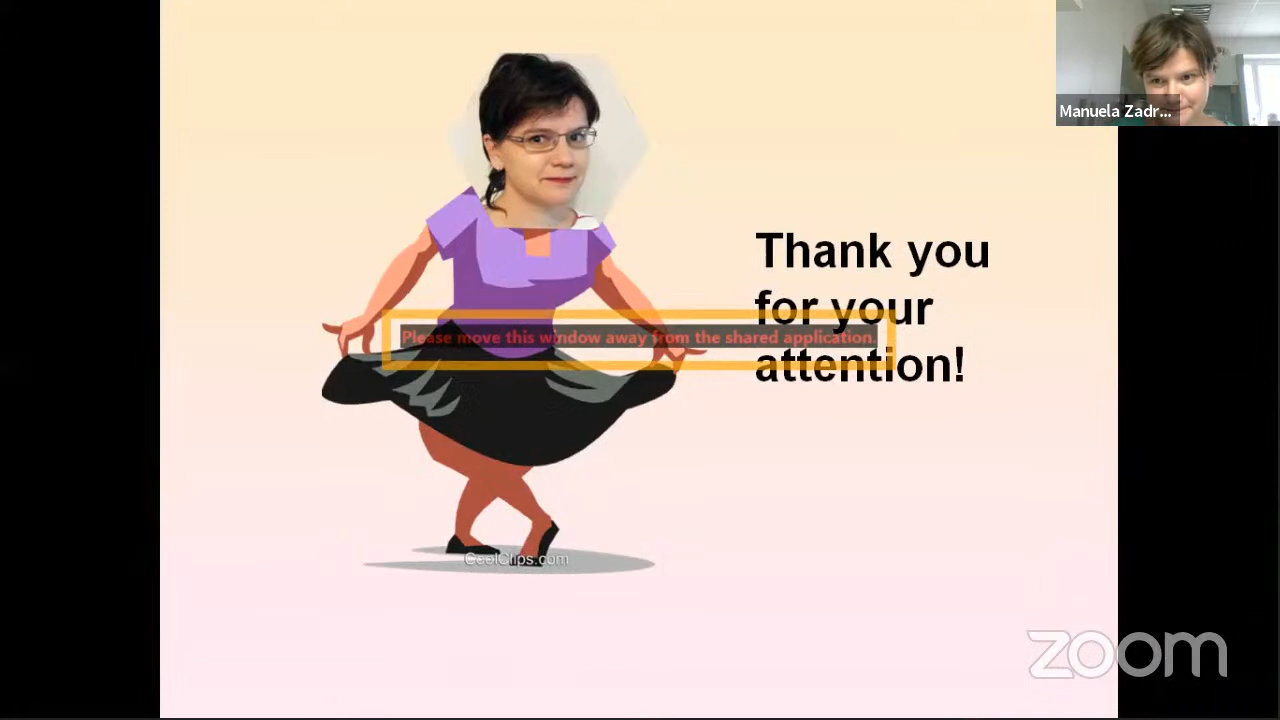 Manuela Zadr...
Thank you
for your
attention!
Please move this window away from the shared application.
CoolClips.com
zoom